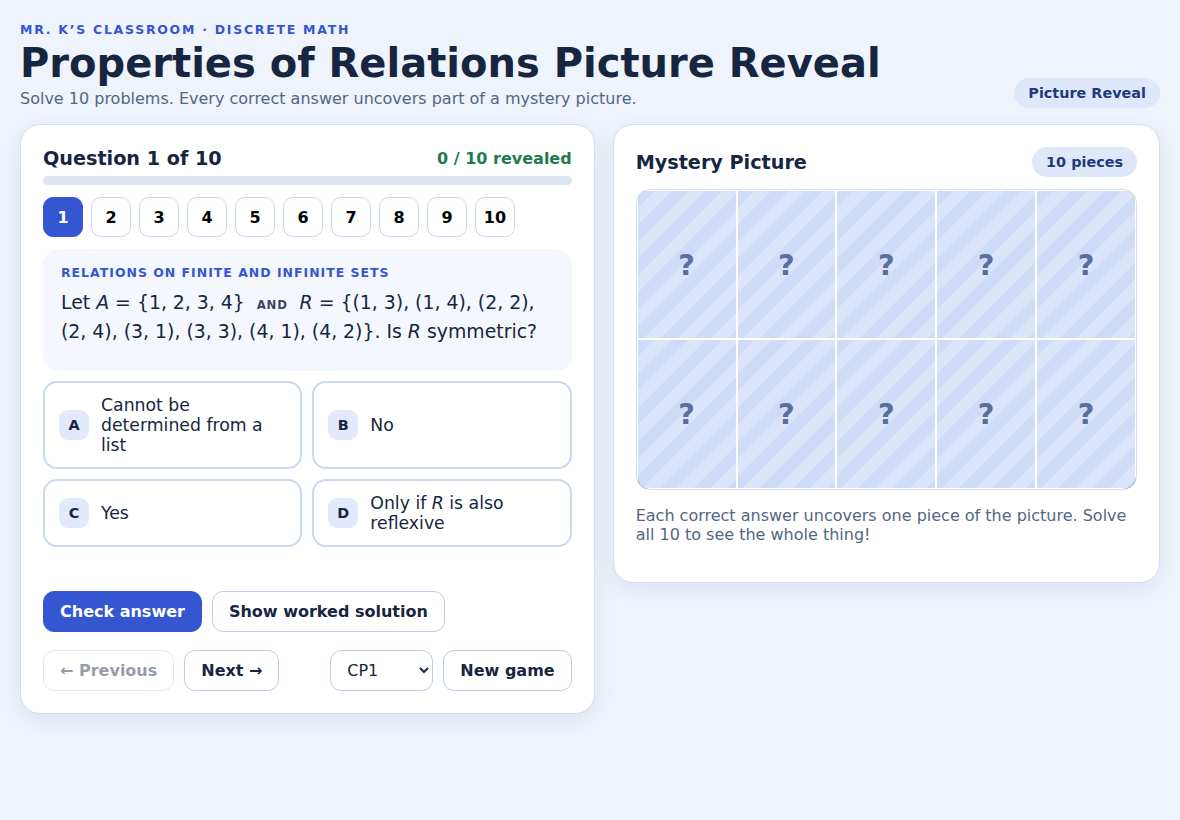 MR. K’S CLASSROOM · DISCRETE MATH
Properties of Relations Picture Reveal
Solve 10 problems. Every correct answer uncovers part of a mystery picture.
Picture Reveal
Question 1 of 10
0 / 10 revealed
1 2 3 4 5 6 7 8 9 10
RELATIONS ON FINITE AND INFINITE SETS
Let A = {1, 2, 3, 4} AND R = {(1, 3), (1, 4), (2, 2),
(2, 4), (3, 1), (3, 3), (4, 1), (4, 2)}. Is R symmetric?
A
Cannot be
determined from a
list
B
No
C
Yes
D
Only if R is also
reflexive
Check answer
Show worked solution
← Previous
Next →
CP1
New game
Mystery Picture
10 pieces
? ? ? ? ?
? ? ? ? ?
Each correct answer uncovers one piece of the picture. Solve
all 10 to see the whole thing!